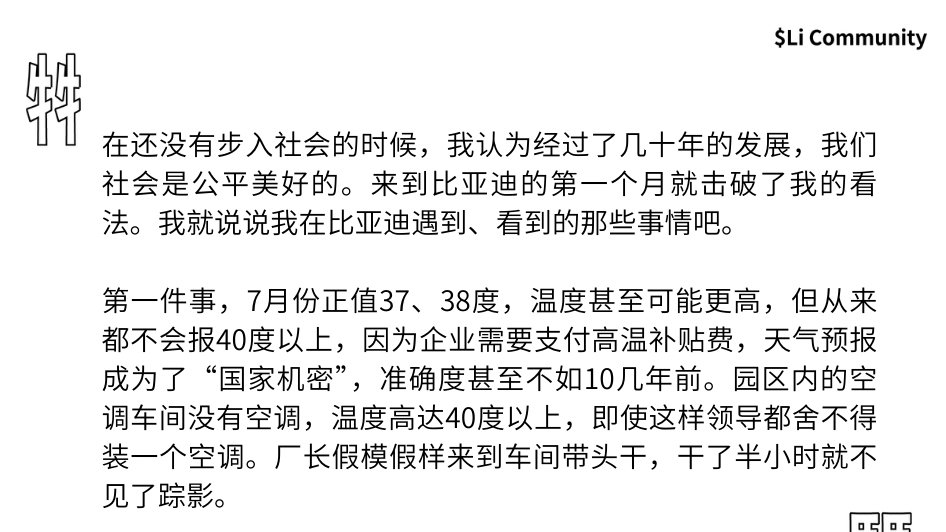 $Li Community
在还没有步入社会的时候，我认为经过了几十年的发展，我们
社会是公平美好的。来到比亚迪的第一个月就击破了我的看
法。我就说说我在比亚迪遇到、看到的那些事情吧。
第一件事，7月份正值37、38度，温度甚至可能更高，但从来
都不会报40度以上，因为企业需要支付高温补贴费，天气预报
成为了“国家机密”，准确度甚至不如10几年前。园区内的空
调车间没有空调，温度高达40度以上，即使这样领导都舍不得
装一个空调。厂长假模假样来到车间带头干，干了半小时就不
见了踪影。